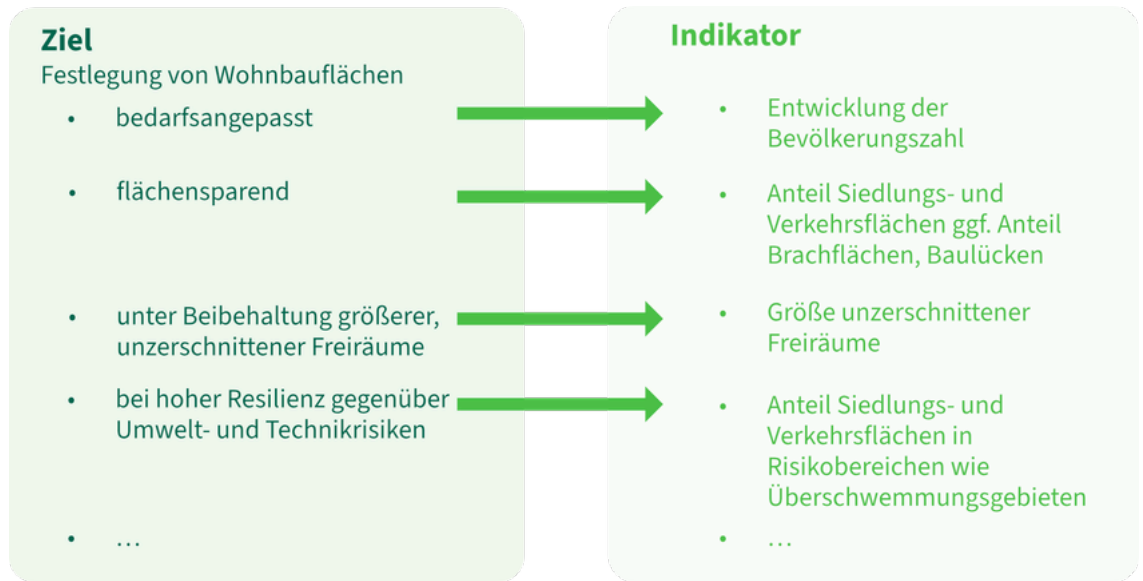 Ziel
Festlegung von Wohnbauflächen
• bedarfsangepasst
• flächensparend
• unter Beibehaltung größerer,
unzerschnittener Freiräume
• bei hoher Resilienz gegenüber
Umwelt- und Technikrisiken
• …
Indikator
• Entwicklung der
Bevölkerungszahl
• Anteil Siedlungs- und
Verkehrsflächen ggf. Anteil
Brachflächen, Baulücken
• Größe unzerschnittener
Freiräume
• Anteil Siedlungs- und
Verkehrsflächen in
Risikobereichen wie
Überschwemmungsgebieten
• …